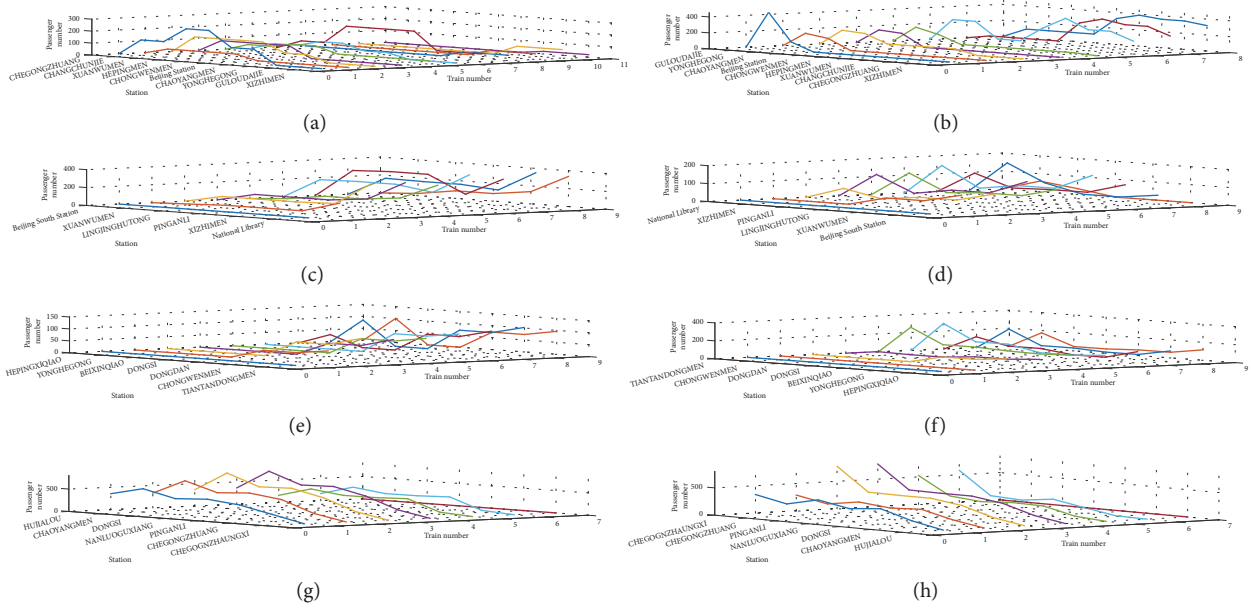 Passenger number
300
200
100
0
CHEGONGZHUANG
CHANGCHUNJIE
XUANWUMEN
HEPINGMEN
CHONGWENMEN
Beijing Station
CHAOYANGMEN
YONGHEGONG
GULOUDAJIE
XIZHIMEN
Station
0 1 2 3 4 5 6 7 8 9 10 11
Train number
(a)
Passenger number
400
200
0
GULOUDAJIE
YONGHEGONG
CHAOYANGMEN
Beijing Station
CHONGWENMEN
HEPINGMEN
XUANWUMEN
CHANGCHUNJIE
CHEGONGZHUANG
XIZHIMEN
Station
0 1 2 3 4 5 6 7 8
Train number
(b)
Passenger number
400
200
0
Beijing South Station
XUANWUMEN
LINGJINGHUTONG
PINGANLI
XIZHIMEN
National Library
Station
0 1 2 3 4 5 6 7 8 9
Train number
(c)
Passenger number
200
100
0
National Library
XIZHIMEN
PINGANLI
LINGJINGHUTONG
XUANWUMEN
Beijing South Station
Station
0 1 2 3 4 5 6 7 8 9
Train number
(d)
Passenger number
150
100
50
0
HEPINGXIQIAO
YONGHEGONG
BEIXINQIAO
DONGSI
DONGDAN
CHONGWENMEN
TIANTANDONGMEN
Station
0 1 2 3 4 5 6 7 8 9
Train number
(e)
Passenger number
400
200
0
TIANTANDONGMEN
CHONGWENMEN
DONGDAN
DONGSI
BEIXINQIAO
YONGHEGONG
HEPINGXIQIAO
Station
0 1 2 3 4 5 6 7 8 9
Train number
(f)
Passenger number
500
0
HUJIALOU
CHAOYANGMEN
DONGSI
NANLUOGUXIANG
PINGANLI
CHEGONGZHUANG
CHEGOGNZHAUNGXI
Station
0 1 2 3 4 5 6 7
Train number
(g)
Passenger number
500
0
CHEGOGNZHAUNGXI
CHEGONGZHUANG
PINGANLI
NANLUOGUXIANG
DONGSI
CHAOYANGMEN
HUJIALOU
Station
0 1 2 3 4 5 6 7
Train number
(h)